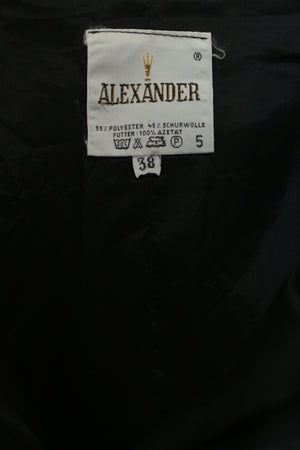 ®
ALEXANDER
55% POLYESTER 45% SCHURWOLLE
FUTTER: 100% AZETAT
P 5
38